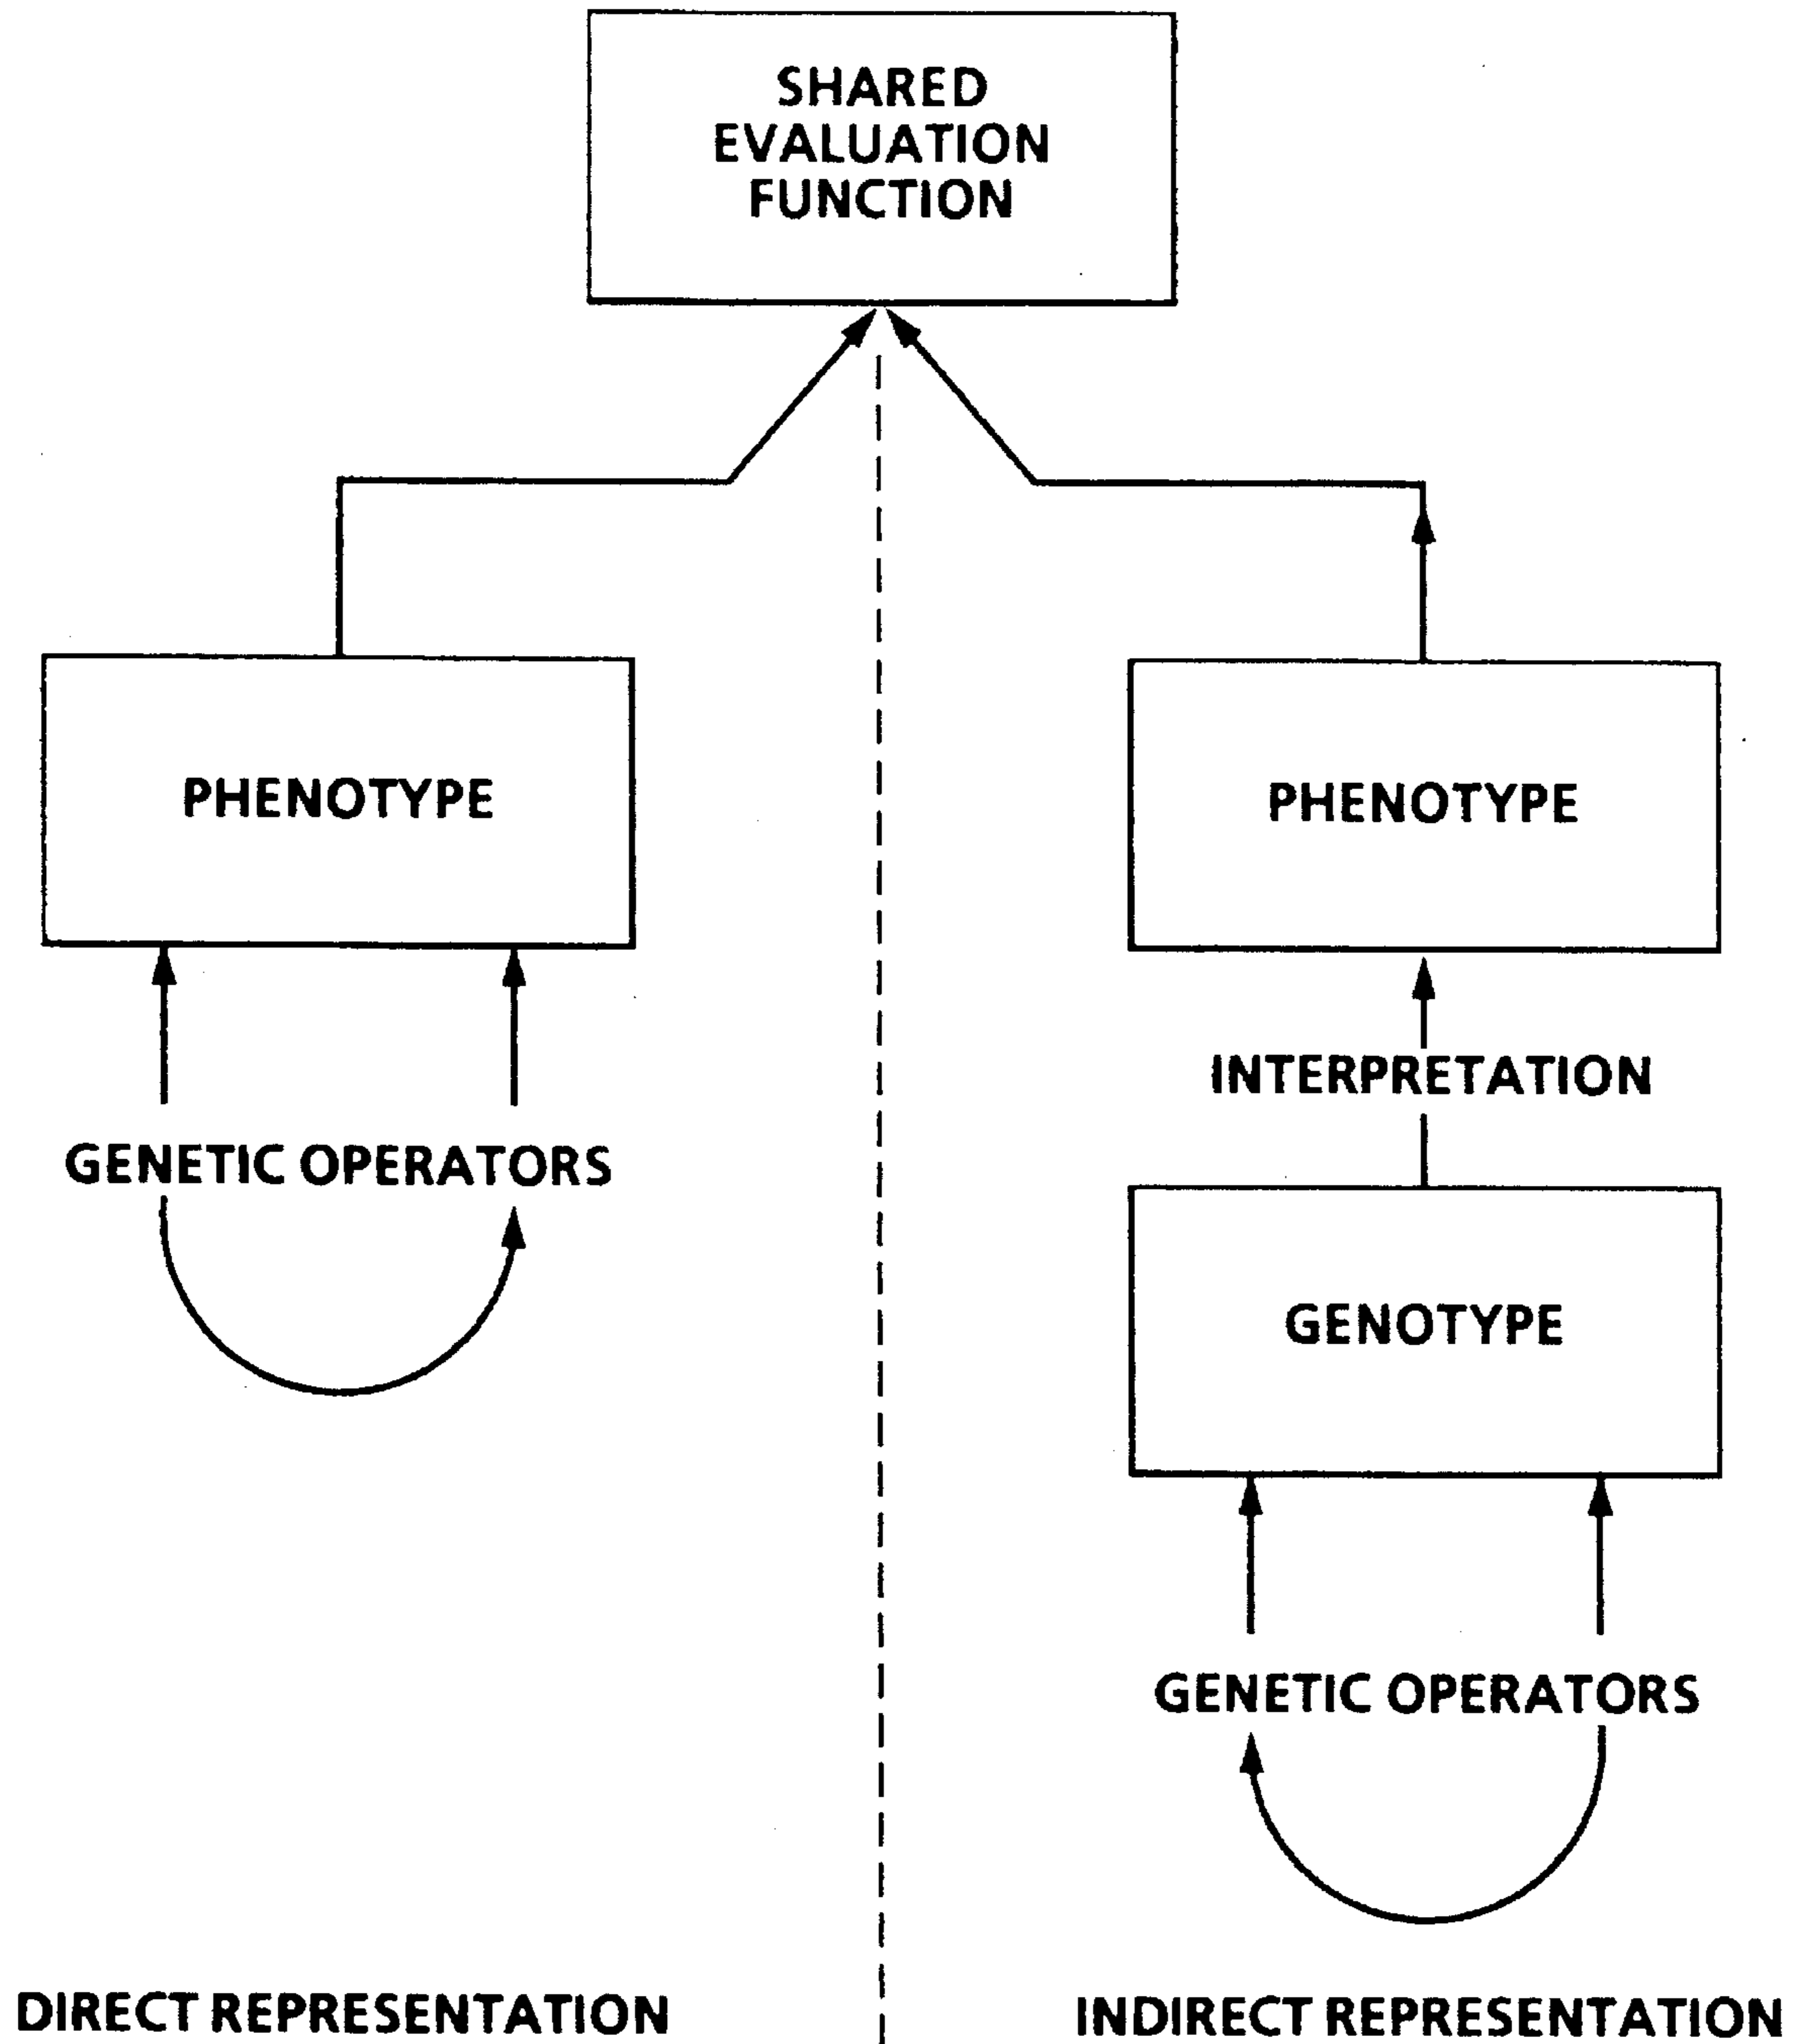 SHARED
EVALUATION
FUNCTION
PHENOTYPE
PHENOTYPE
INTERPRETATION
GENETIC OPERATORS
GENOTYPE
GENETIC OPERATORS
DIRECT REPRESENTATION
INDIRECT REPRESENTATION